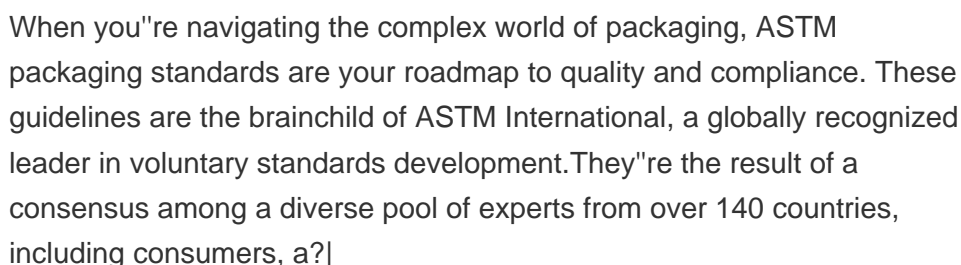 When you''re navigating the complex world of packaging, ASTM
packaging standards are your roadmap to quality and compliance. These
guidelines are the brainchild of ASTM International, a globally recognized
leader in voluntary standards development.They''re the result of a
consensus among a diverse pool of experts from over 140 countries,
including consumers, a?|